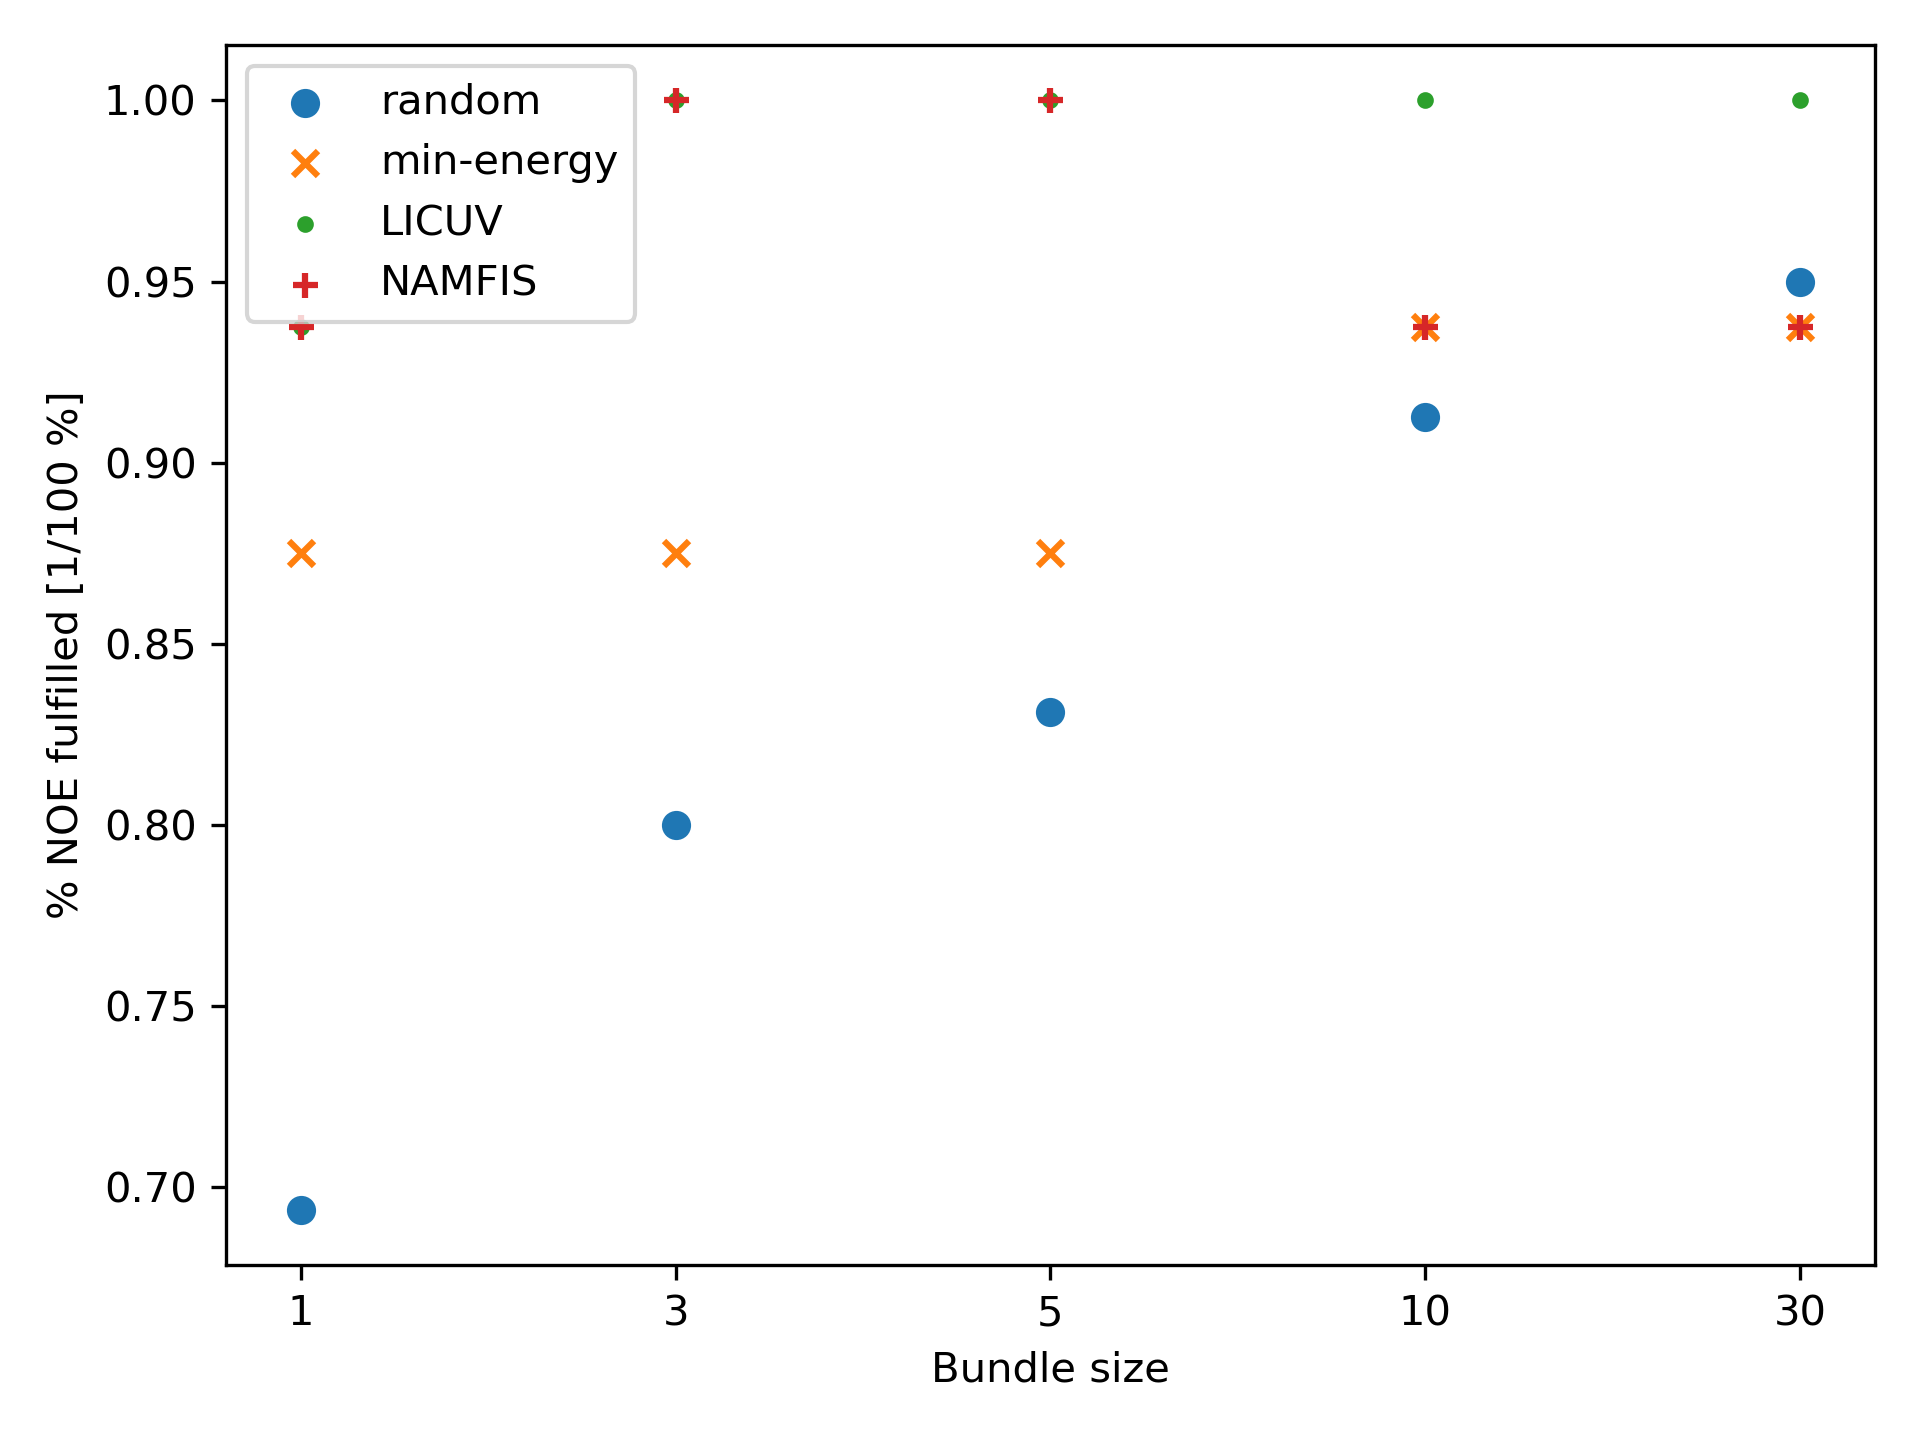 random
min-energy
LICUV
NAMFIS
1.00
0.95
0.90
0.85
0.80
0.75
0.70
% NOE fulfilled [1/100 %]
1 3 5 10 30
Bundle size